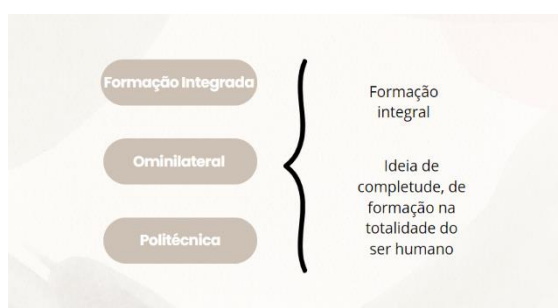 Formação Integrada
Ominilateral
Politécnica
Formação
integral
Ideia de
completude, de
formação na
totalidade do
ser humano